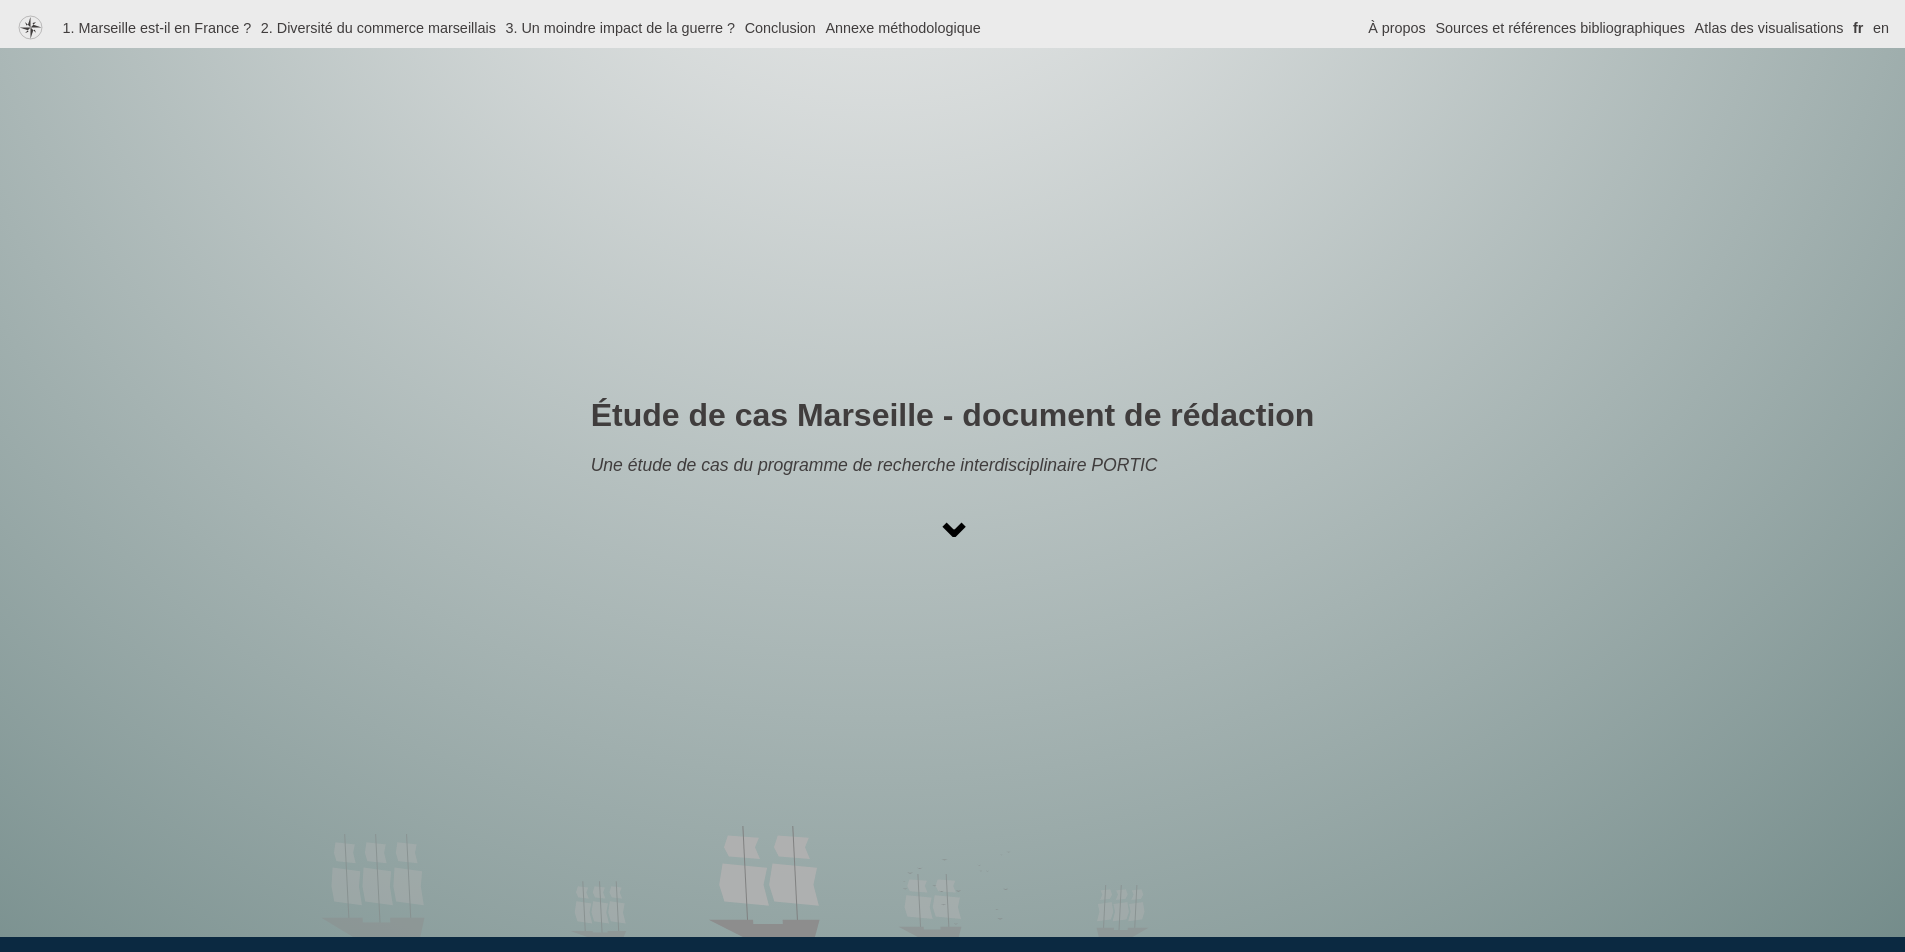 1. Marseille est-il en France ? 2. Diversité du commerce marseillais 3. Un moindre impact de la guerre ? Conclusion Annexe méthodologique À propos Sources et références bibliographiques Atlas des visualisations fr en
Étude de cas Marseille - document de rédaction
Une étude de cas du programme de recherche interdisciplinaire PORTIC